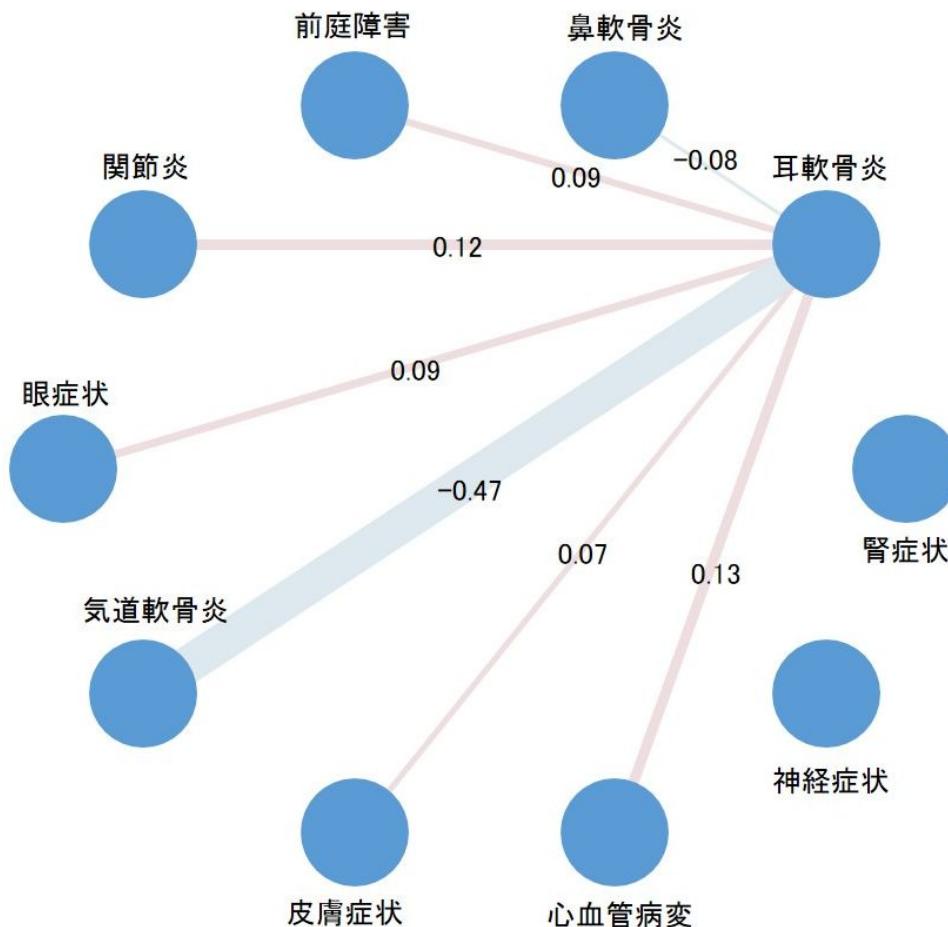 前庭障害
鼻軟骨炎
関節炎
耳軟骨炎
−0.08
0.09
0.12
眼症状
0.09
−0.47
腎症状
気道軟骨炎
0.07
0.13
神経症状
皮膚症状
心血管病変